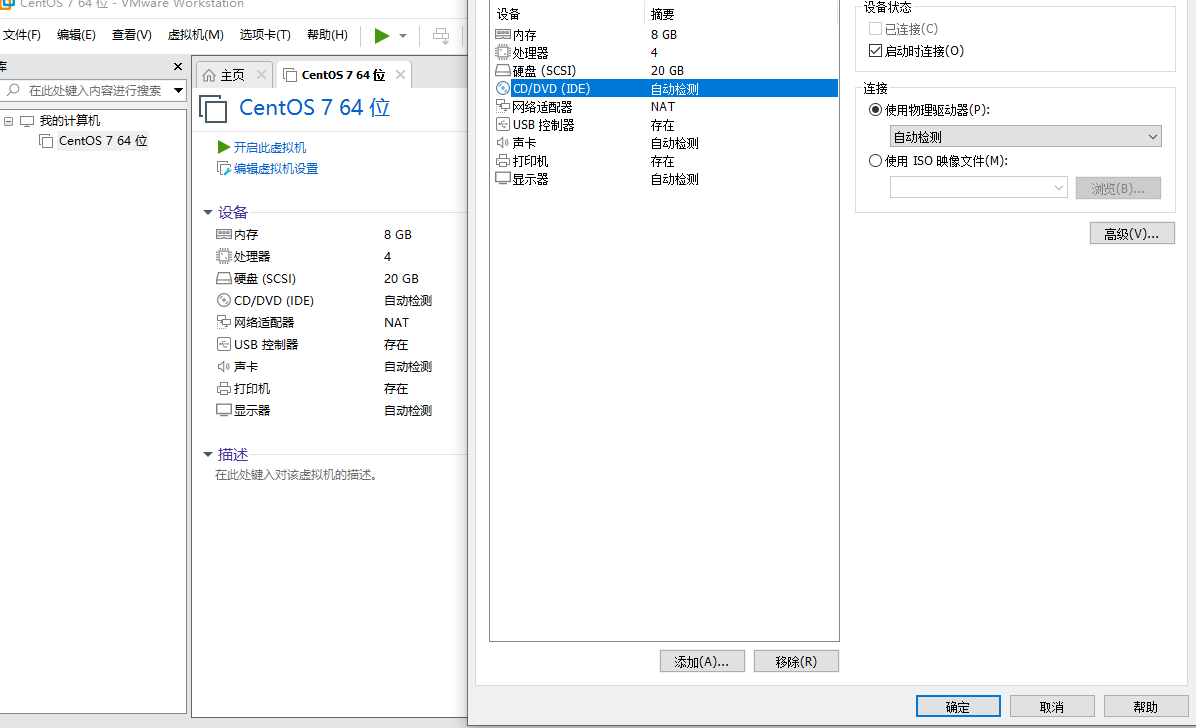 CentOS 7 64 位 - VMware Workstation
文件(F) 编辑(E) 查看(V) 虚拟机(M) 选项卡(T) 帮助(H)
库
在此处键入内容进行搜索
我的计算机
CentOS 7 64 位
主页 CentOS 7 64 位
CentOS 7 64 位
开启此虚拟机
编辑虚拟机设置
设备
内存 8 GB
处理器 4
硬盘 (SCSI) 20 GB
CD/DVD (IDE) 自动检测
网络适配器 NAT
USB 控制器 存在
声卡 自动检测
打印机 存在
显示器 自动检测
描述
在此处键入对该虚拟机的描述。
设备 摘要
内存 8 GB
处理器 4
硬盘 (SCSI) 20 GB
CD/DVD (IDE) 自动检测
网络适配器 NAT
USB 控制器 存在
声卡 自动检测
打印机 存在
显示器 自动检测
添加(A)... 移除(R)
设备状态
已连接(C)
启动时连接(O)
连接
使用物理驱动器(P):
自动检测
使用 ISO 映像文件(M):
浏览(B)...
高级(V)...
确定 取消 帮助